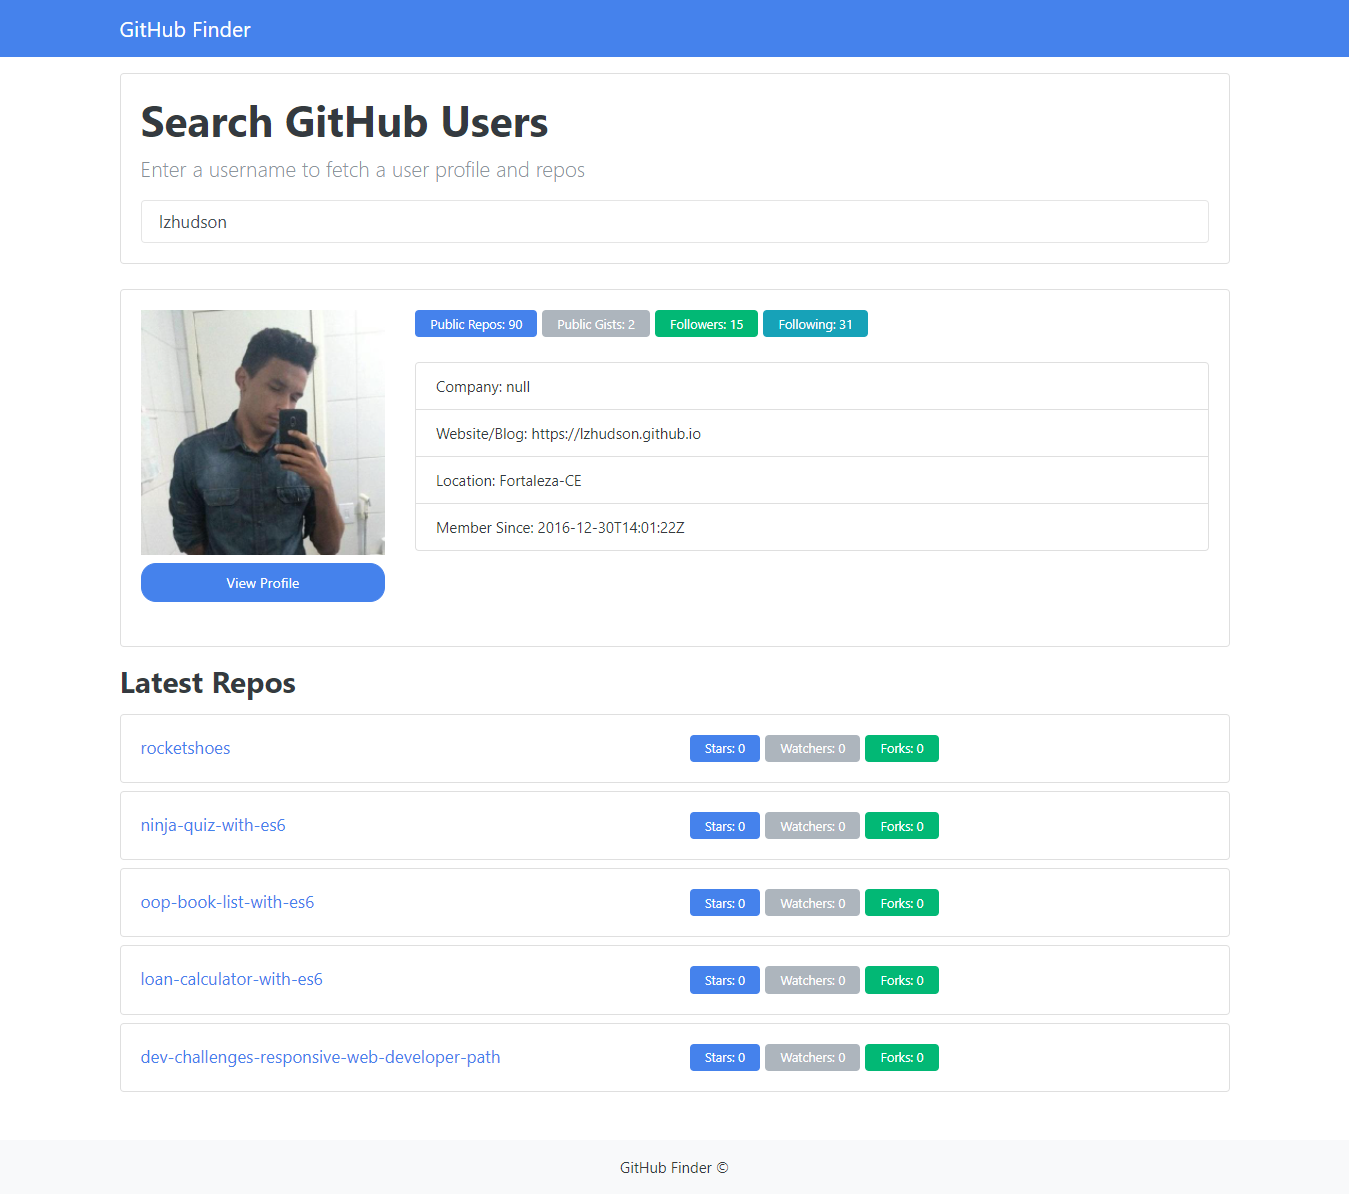 GitHub Finder
Search GitHub Users
Enter a username to fetch a user profile and repos
lzhudson
Public Repos: 90 Public Gists: 2 Followers: 15 Following: 31
Company: null
Website/Blog: https://lzhudson.github.io
Location: Fortaleza-CE
Member Since: 2016-12-30T14:01:22Z
View Profile
Latest Repos
rocketshoes Stars: 0 Watchers: 0 Forks: 0
ninja-quiz-with-es6 Stars: 0 Watchers: 0 Forks: 0
oop-book-list-with-es6 Stars: 0 Watchers: 0 Forks: 0
loan-calculator-with-es6 Stars: 0 Watchers: 0 Forks: 0
dev-challenges-responsive-web-developer-path Stars: 0 Watchers: 0 Forks: 0
GitHub Finder ©